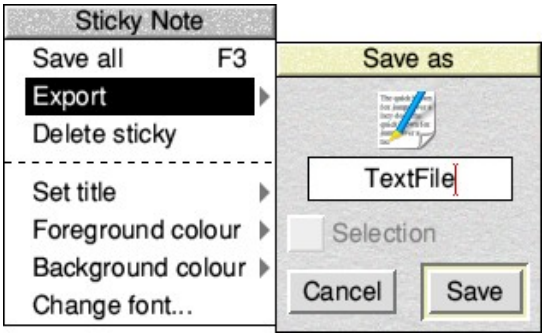 Sticky Note
Save all F3
Export
Delete sticky
Set title
Foreground colour
Background colour
Change font...
Save as
TextFile
Selection
Cancel
Save